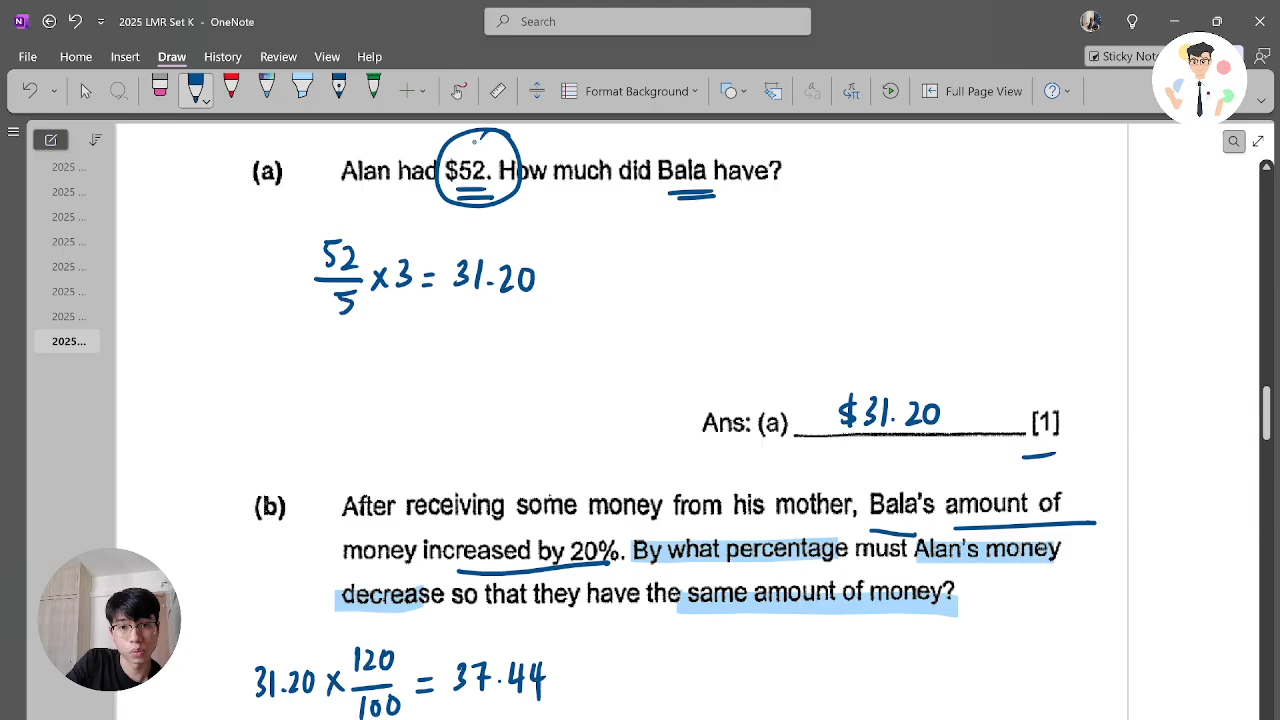 2025 LMR Set K - OneNote
Search
File Home Insert Draw History Review View Help
Sticky Notes
Format Background
Full Page View
2025 ...
2025 ...
2025 ...
2025 ...
2025 ...
2025 ...
2025 ...
2025...
(a) Alan had $52. How much did Bala have?
52/5 × 3 = 31.20
Ans: (a) $31.20 [1]
(b) After receiving some money from his mother, Bala's amount of
money increased by 20%. By what percentage must Alan's money
decrease so that they have the same amount of money?
31.20 × 120/100 = 37.44